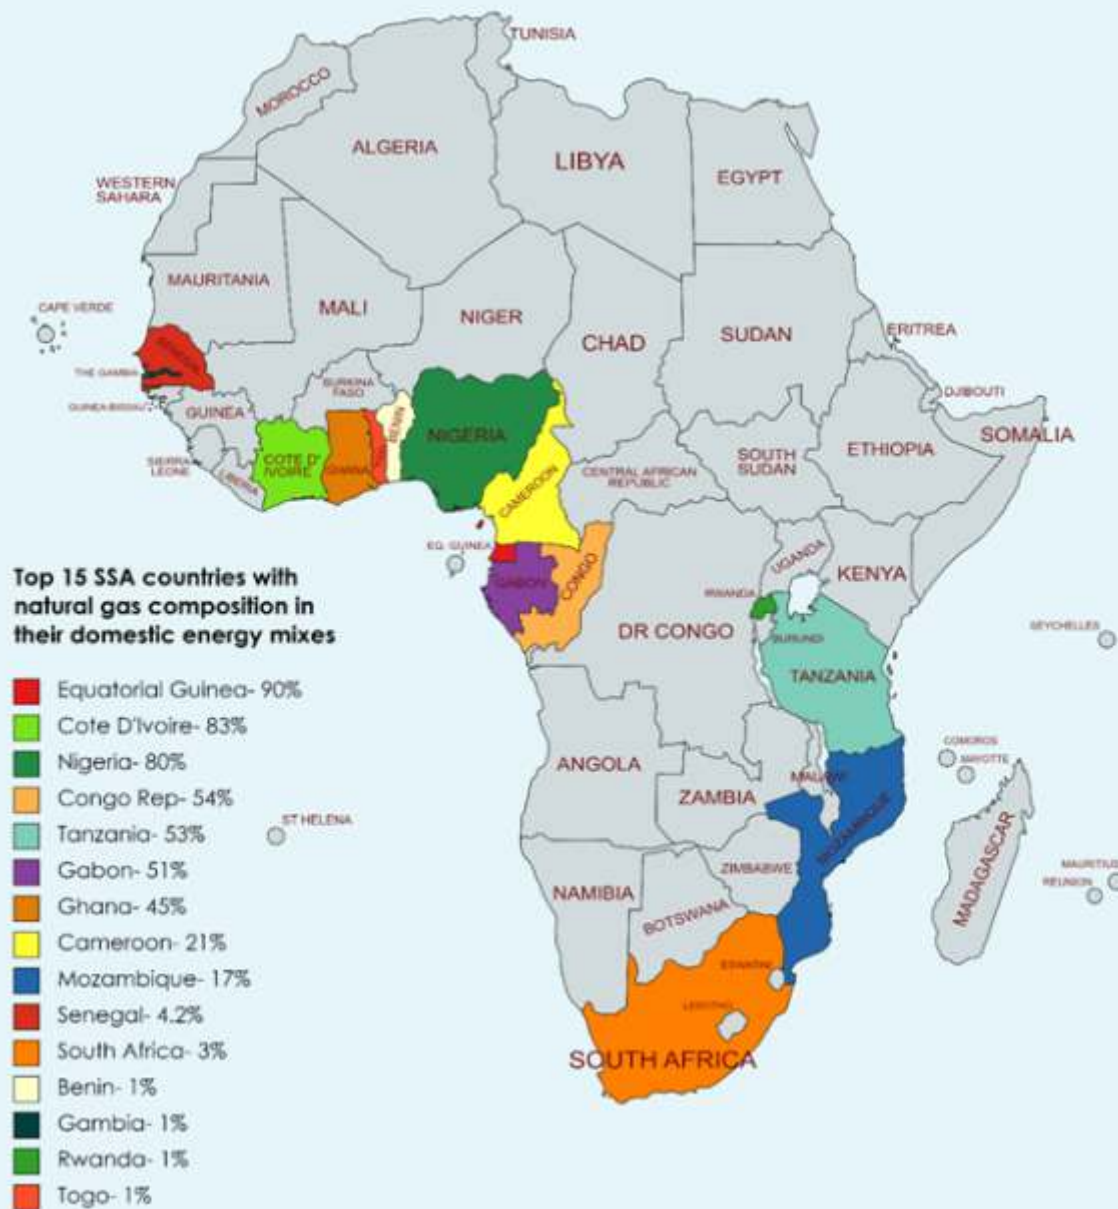 TUNISIA
MOROCCO
ALGERIA
LIBYA
EGYPT
WESTERN
SAHARA
MAURITANIA
MALI
NIGER
CHAD
SUDAN
ERITREA
CAPE VERDE
SENEGAL
THE GAMBIA
GUINEA-BISSAU
GUINEA
BURKINA
FASO
BENIN
NIGERIA
DJIBOUTI
SOMALIA
ETHIOPIA
SOUTH
SUDAN
CENTRAL AFRICAN
REPUBLIC
CAMEROON
SIERRA
LEONE
LIBERIA
COTE D'
IVOIRE
GHANA
EQ. GUINEA
GABON
CONGO
UGANDA
KENYA
RWANDA
BURUNDI
DR CONGO
TANZANIA
SEYCHELLES
Top 15 SSA countries with
natural gas composition in
their domestic energy mixes
Equatorial Guinea- 90%
Cote D'Ivoire- 83%
Nigeria- 80%
Congo Rep- 54%
Tanzania- 53%
Gabon- 51%
Ghana- 45%
Cameroon- 21%
Mozambique- 17%
Senegal- 4.2%
South Africa- 3%
Benin- 1%
Gambia- 1%
Rwanda- 1%
Togo- 1%
ST HELENA
ANGOLA
ZAMBIA
MALAWI
COMOROS
MAYOTTE
MOZAMBIQUE
ZIMBABWE
NAMIBIA
BOTSWANA
MADAGASCAR
MAURITIUS
REUNION
ESWATINI
LESOTHO
SOUTH AFRICA